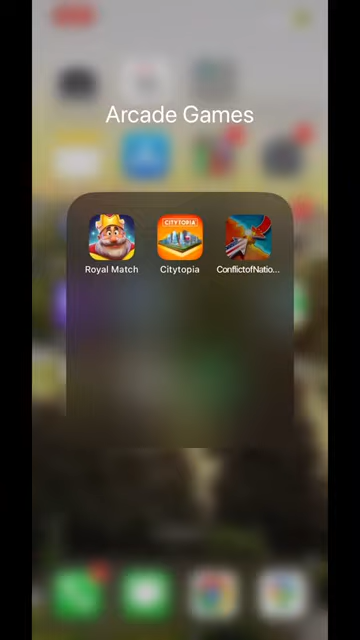 Arcade Games
CITYTOPIA
Royal Match
Citytopia
ConflictofNatio...